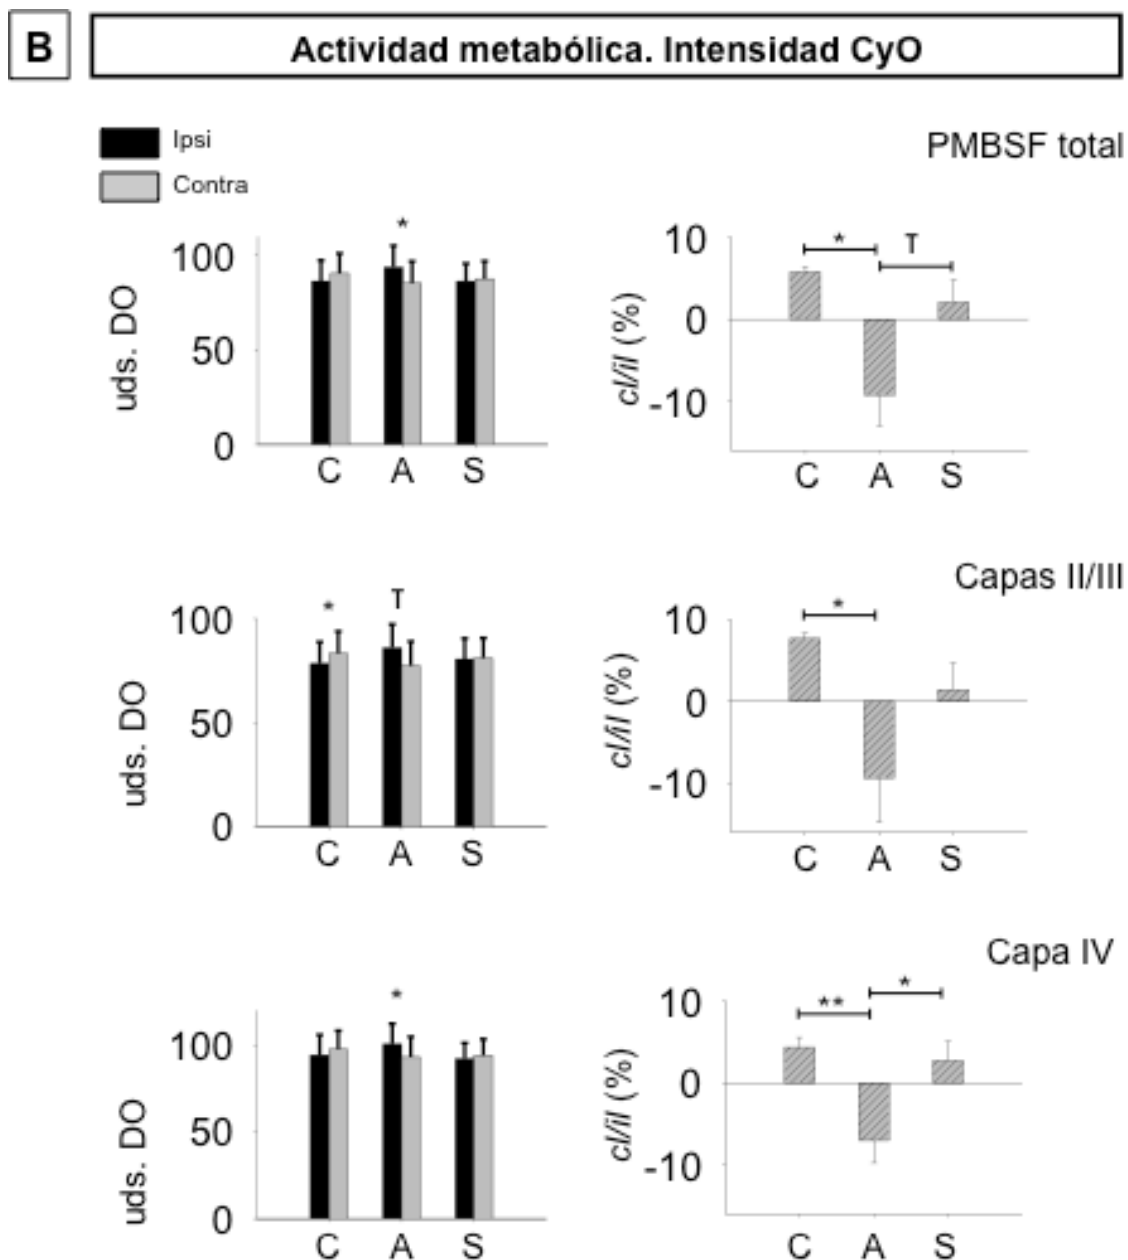 B
Actividad metabólica. Intensidad CyO
Ipsi
Contra
PMBSF total
*
100
50
0
uds. DO
C A S
* T
10
0
-10
cl/il (%)
C A S
Capas II/III
* T
100
50
0
uds. DO
C A S
*
10
0
-10
cl/il (%)
C A S
Capa IV
*
100
50
0
uds. DO
C A S
** *
10
0
-10
cl/il (%)
C A S